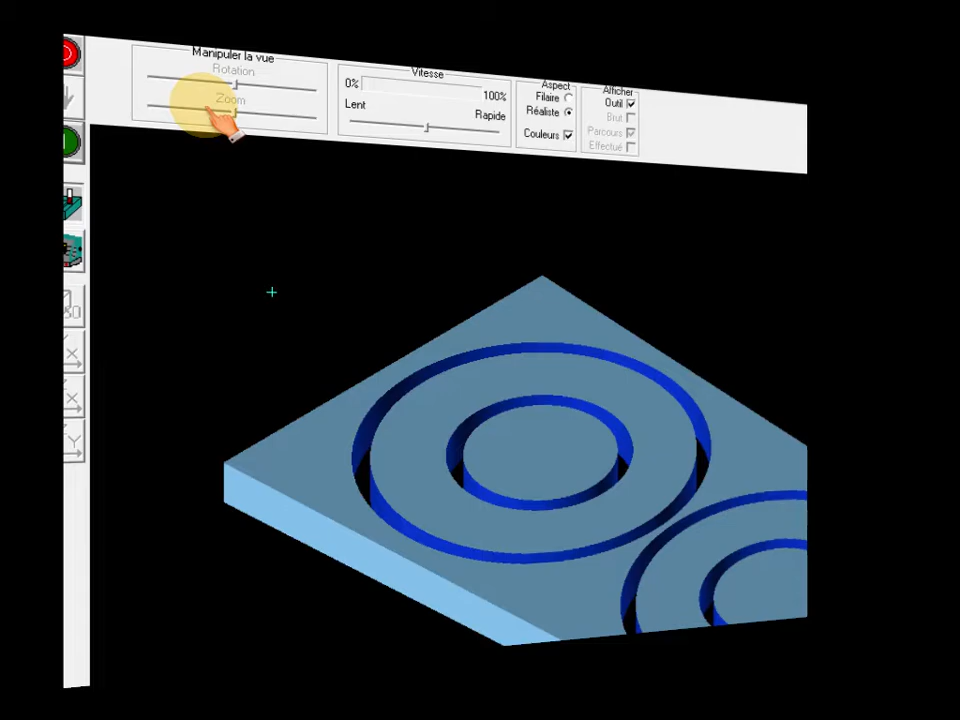 Manipuler la vue
Rotation
Zoom
Vitesse
0%
100%
Lent
Rapide
Aspect
Filaire
Réaliste
Couleurs
Afficher
Outil
Brut
Parcours
Effectué
X
X
Y